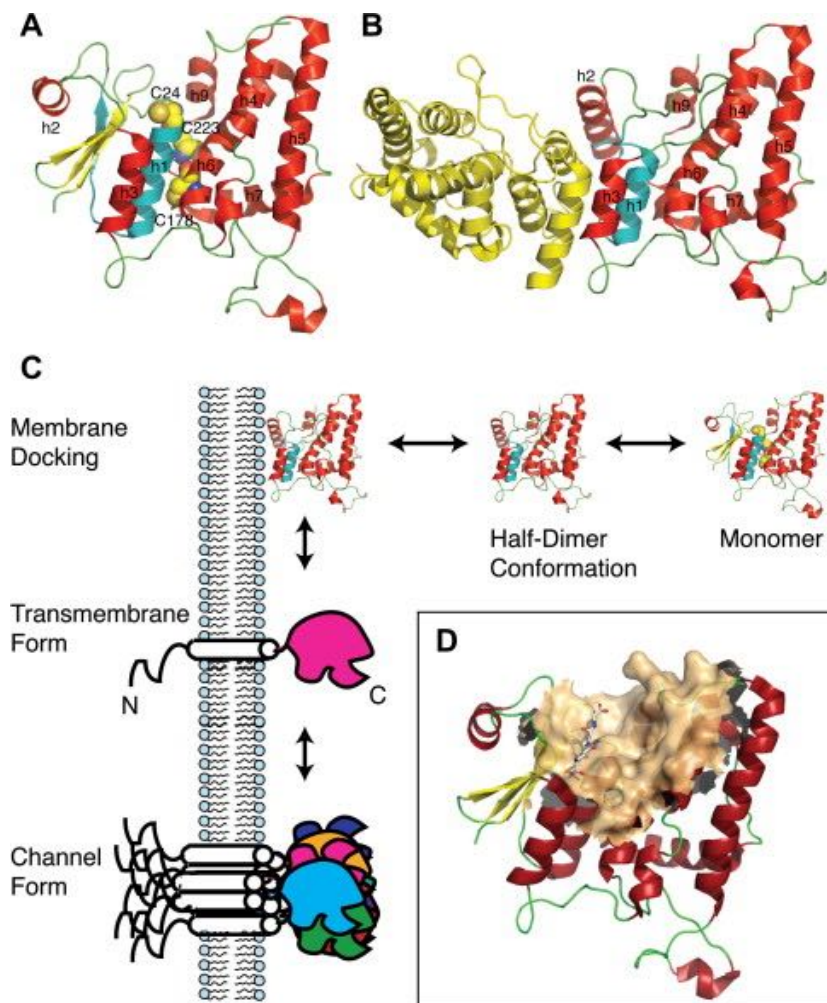 A
C24
h9
h4
h2
C223
h5
h1
h6
h3
h7
C178
B
h2
h9
h4
h5
h6
h3
h1
h7
C
Membrane
Docking
Half-Dimer
Conformation
Monomer
Transmembrane
Form
N
C
Channel
Form
D